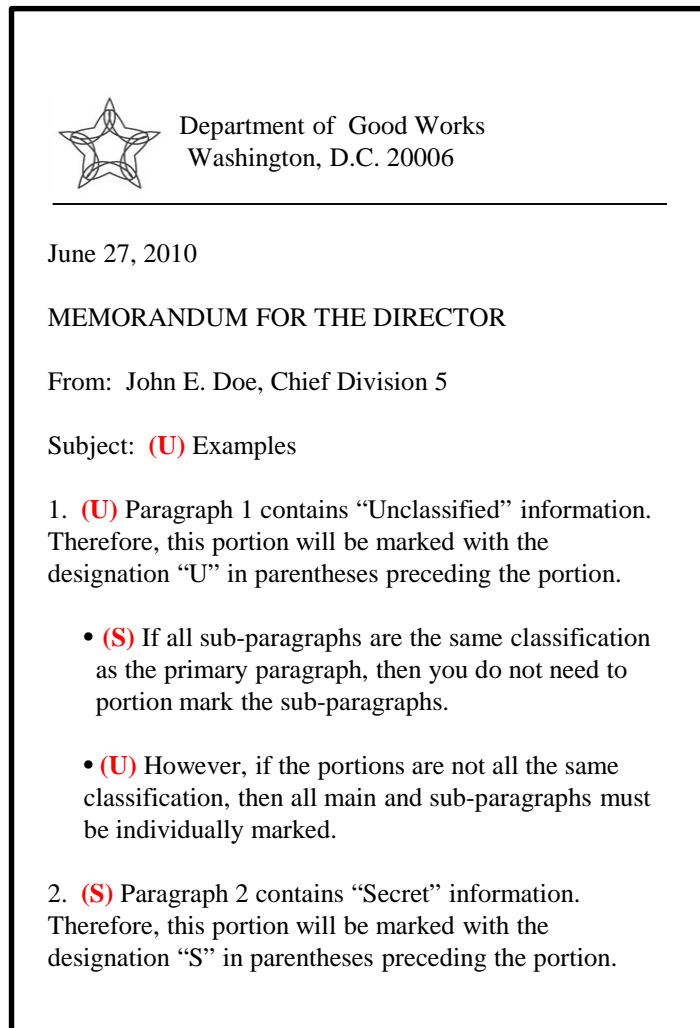 Department of Good Works
Washington, D.C. 20006
June 27, 2010
MEMORANDUM FOR THE DIRECTOR
From: John E. Doe, Chief Division 5
Subject: (U) Examples
1. (U) Paragraph 1 contains “Unclassified” information.
Therefore, this portion will be marked with the
designation “U” in parentheses preceding the portion.
• (S) If all sub-paragraphs are the same classification
as the primary paragraph, then you do not need to
portion mark the sub-paragraphs.
• (U) However, if the portions are not all the same
classification, then all main and sub-paragraphs must
be individually marked.
2. (S) Paragraph 2 contains “Secret” information.
Therefore, this portion will be marked with the
designation “S” in parentheses preceding the portion.